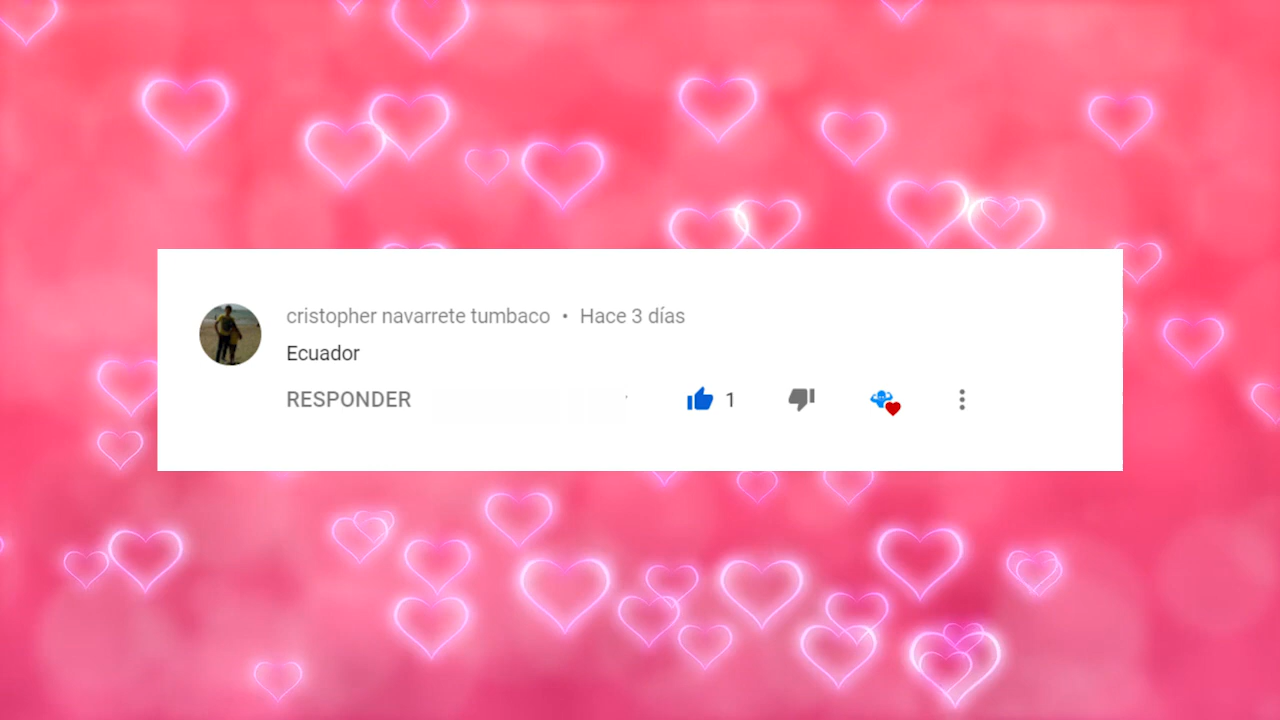 cristopher navarrete tumbaco • Hace 3 días
Ecuador
RESPONDER 1